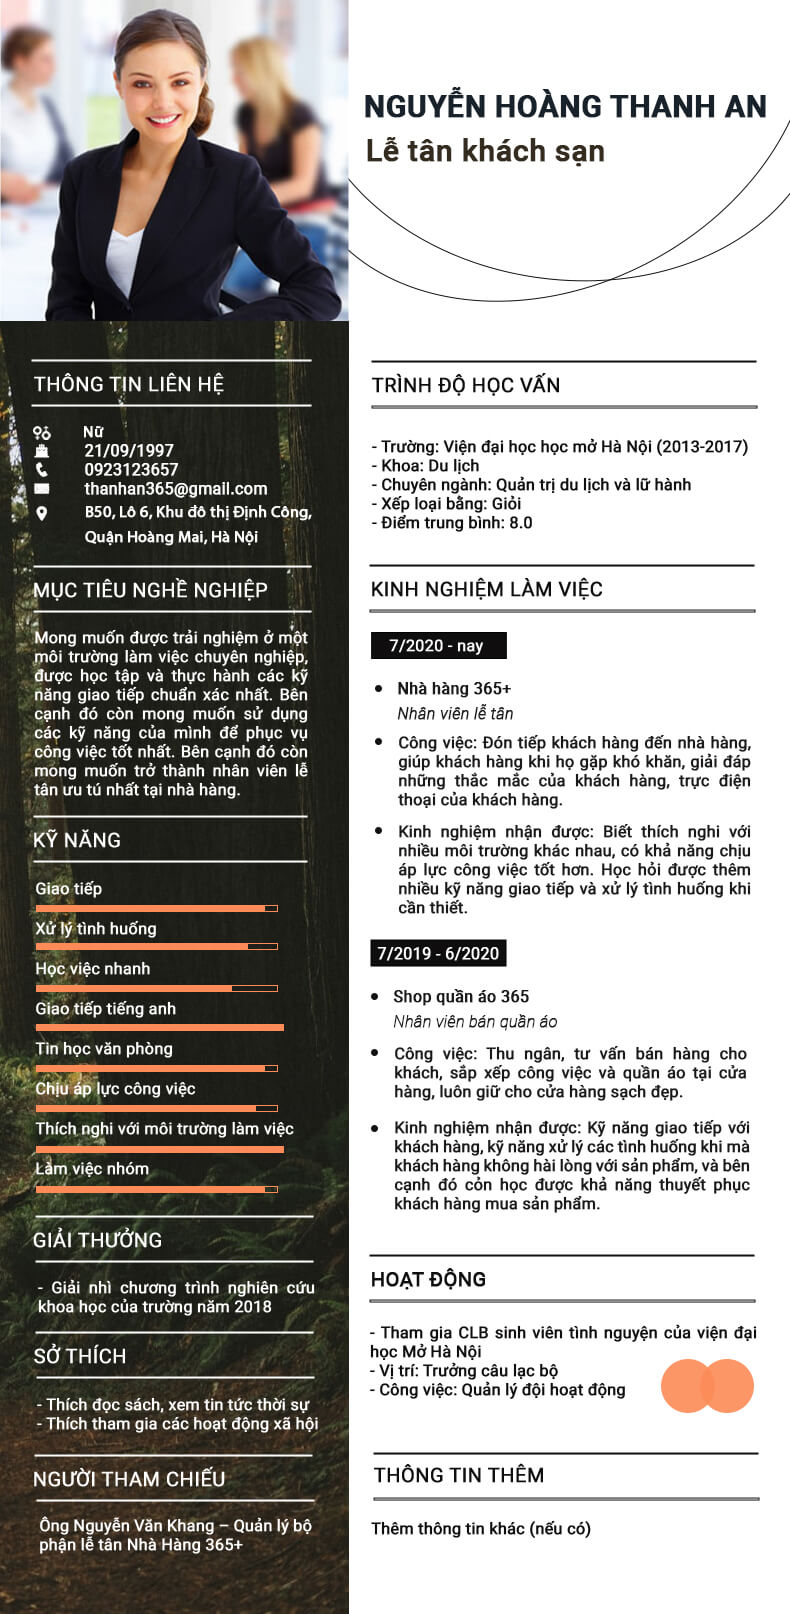 NGUYỄN HOÀNG THANH AN
Lễ tân khách sạn
THÔNG TIN LIÊN HỆ
Nữ
21/09/1997
0923123657
thanhan365@gmail.com
B50, Lô 6, Khu đô thị Định Công,
Quận Hoàng Mai, Hà Nội
MỤC TIÊU NGHỀ NGHIỆP
Mong muốn được trải nghiệm ở một
môi trường làm việc chuyên nghiệp,
được học tập và thực hành các kỹ
năng giao tiếp chuẩn xác nhất. Bên
cạnh đó còn mong muốn sử dụng
các kỹ năng của mình để phục vụ
công việc tốt nhất. Bên cạnh đó còn
mong muốn trở thành nhân viên lễ
tân ưu tú nhất tại nhà hàng.
KỸ NĂNG
Giao tiếp
Xử lý tình huống
Học việc nhanh
Giao tiếp tiếng anh
Tin học văn phòng
Chịu áp lực công việc
Thích nghi với môi trường làm việc
Làm việc nhóm
GIẢI THƯỞNG
- Giải nhì chương trình nghiên cứu
khoa học của trường năm 2018
SỞ THÍCH
- Thích đọc sách, xem tin tức thời sự
- Thích tham gia các hoạt động xã hội
NGƯỜI THAM CHIẾU
Ông Nguyễn Văn Khang – Quản lý bộ
phận lễ tân Nhà Hàng 365+
TRÌNH ĐỘ HỌC VẤN
- Trường: Viện đại học học mở Hà Nội (2013-2017)
- Khoa: Du lịch
- Chuyên ngành: Quản trị du lịch và lữ hành
- Xếp loại bằng: Giỏi
- Điểm trung bình: 8.0
KINH NGHIỆM LÀM VIỆC
7/2020 - nay
• Nhà hàng 365+
Nhân viên lễ tân
• Công việc: Đón tiếp khách hàng đến nhà hàng,
giúp khách hàng khi họ gặp khó khăn, giải đáp
những thắc mắc của khách hàng, trực điện
thoại của khách hàng.
• Kinh nghiệm nhận được: Biết thích nghi với
nhiều môi trường khác nhau, có khả năng chịu
áp lực công việc tốt hơn. Học hỏi được thêm
nhiều kỹ năng giao tiếp và xử lý tình huống khi
cần thiết.
7/2019 - 6/2020
• Shop quần áo 365
Nhân viên bán quần áo
• Công việc: Thu ngân, tư vấn bán hàng cho
khách, sắp xếp công việc và quần áo tại cửa
hàng, luôn giữ cho cửa hàng sạch đẹp.
• Kinh nghiệm nhận được: Kỹ năng giao tiếp với
khách hàng, kỹ năng xử lý các tình huống khi mà
khách hàng không hài lòng với sản phẩm, và bên
cạnh đó cỏn học được khả năng thuyết phục
khách hàng mua sản phẩm.
HOẠT ĐỘNG
- Tham gia CLB sinh viên tình nguyện của viện đại
học Mở Hà Nội
- Vị trí: Trưởng câu lạc bộ
- Công việc: Quản lý đội hoạt động
THÔNG TIN THÊM
Thêm thông tin khác (nếu có)